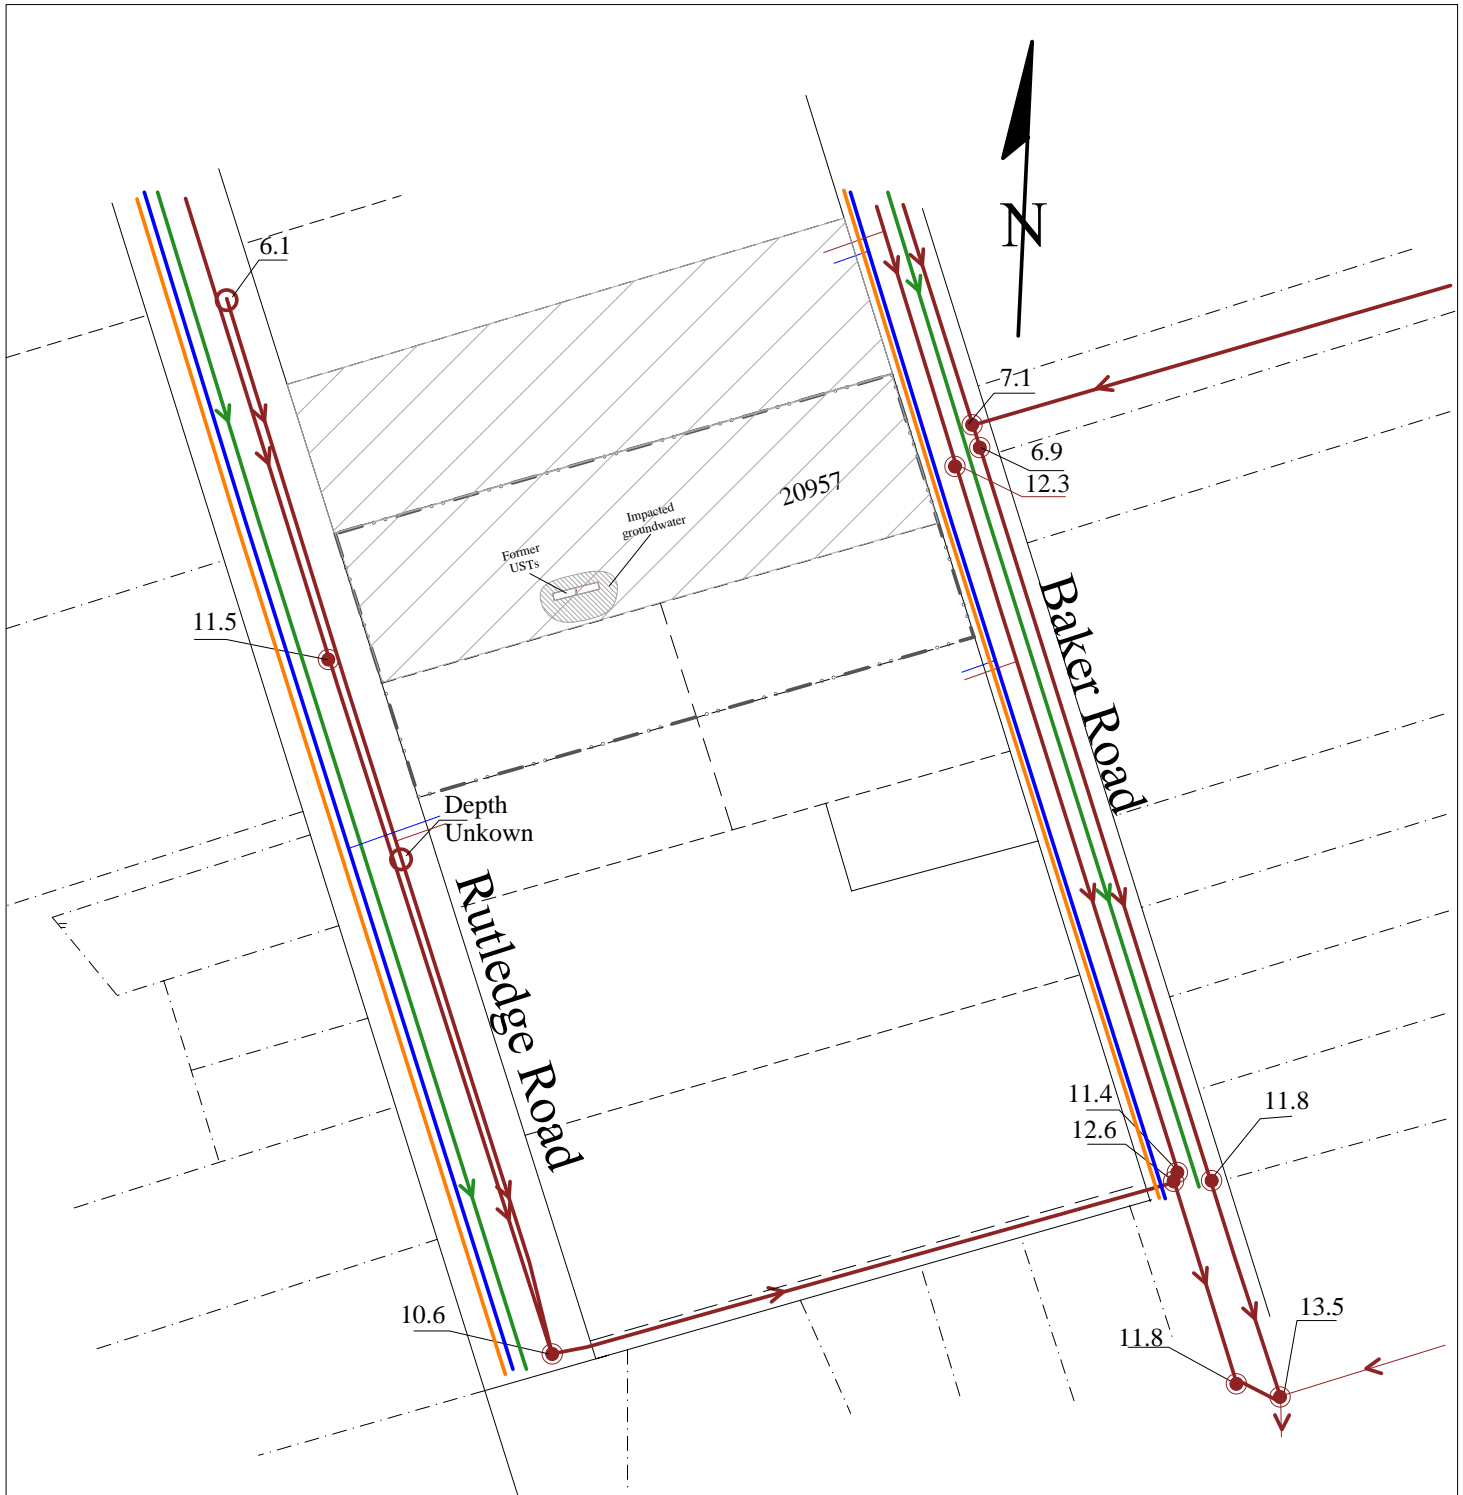 N
6.1
7.1
6.9
12.3
20957
Impacted
groundwater
Former
USTs
11.5
Baker Road
Depth
Unkown
Rutledge Road
11.4
12.6
11.8
10.6
13.5
11.8